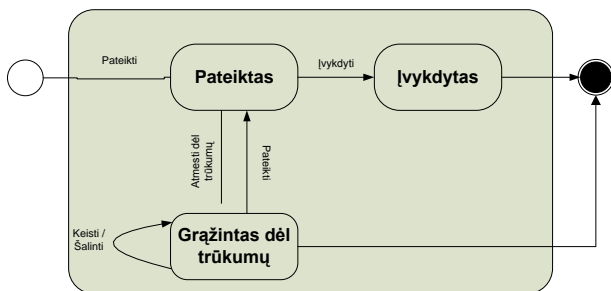 Pateikti
Pateiktas
Įvykdyti
Įvykdytas
Atmesti dėl
trūkumų
Pateikti
Keisti /
Šalinti
Grąžintas dėl
trūkumų